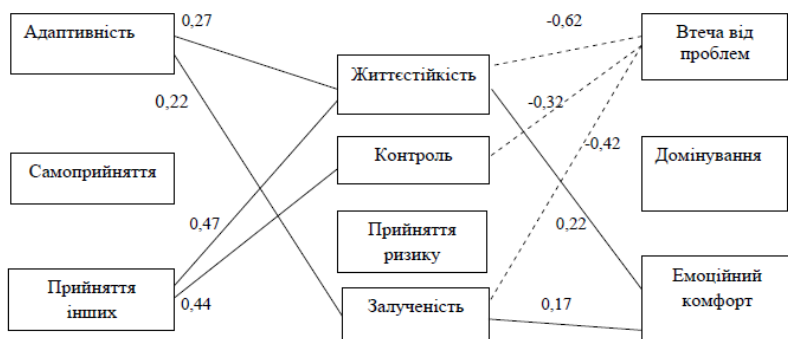 0,27
-0,62
Адаптивність
Втеча від
проблем
Життєстійкість
0,22
-0,32
Контроль
-0,42
Домінування
Самоприйняття
0,47
Прийняття
ризику
0,22
Прийняття
інших
0,44
Залученість
0,17
Емоційний
комфорт